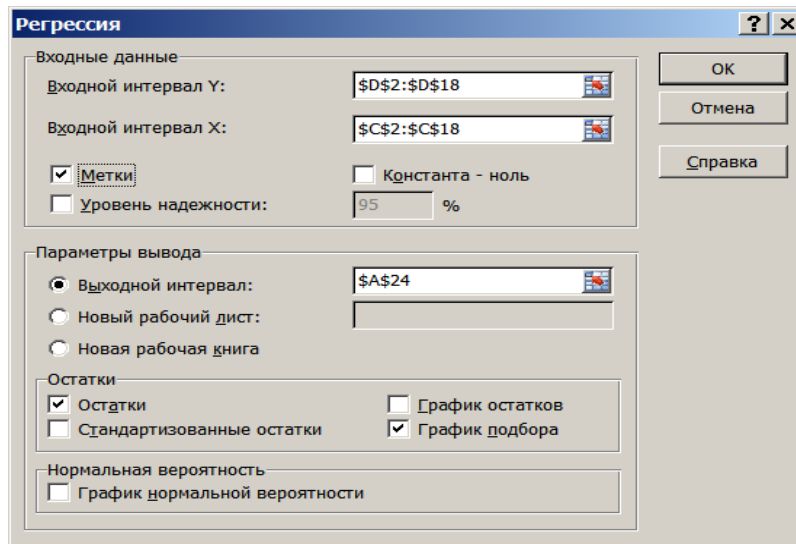 Регрессия
Входные данные
Входной интервал Y: $D$2:$D$18
Входной интервал X: $C$2:$C$18
Метки Константа - ноль
Уровень надежности: 95 %
OK
Отмена
Справка
Параметры вывода
Выходной интервал: $A$24
Новый рабочий лист:
Новая рабочая книга
Остатки
Остатки График остатков
Стандартизованные остатки График подбора
Нормальная вероятность
График нормальной вероятности